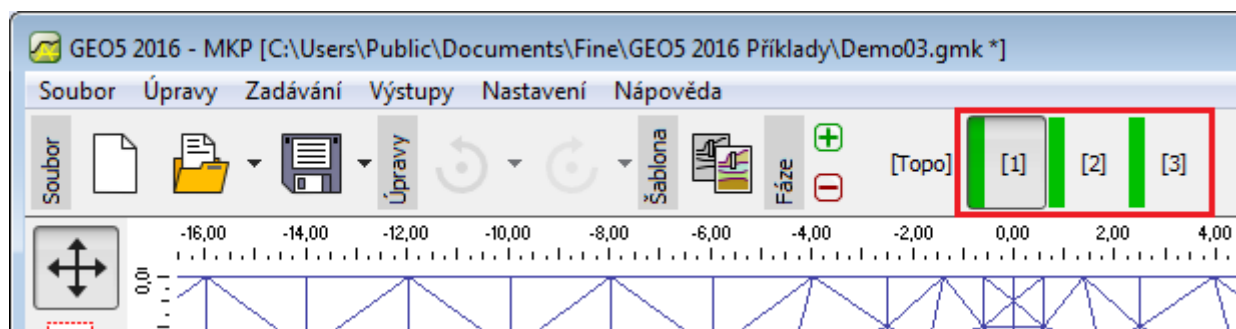 GEO5 2016 - MKP [C:\Users\Public\Documents\Fine\GEO5 2016 Příklady\Demo03.gmk *]
Soubor Úpravy Zadávání Výstupy Nastavení Nápověda
Soubor Úpravy Šablona Fáze [Topo] [1] [2] [3]
-16,00 -14,00 -12,00 -10,00 -8,00 -6,00 -4,00 -2,00 0,00 2,00 4,00
0,00